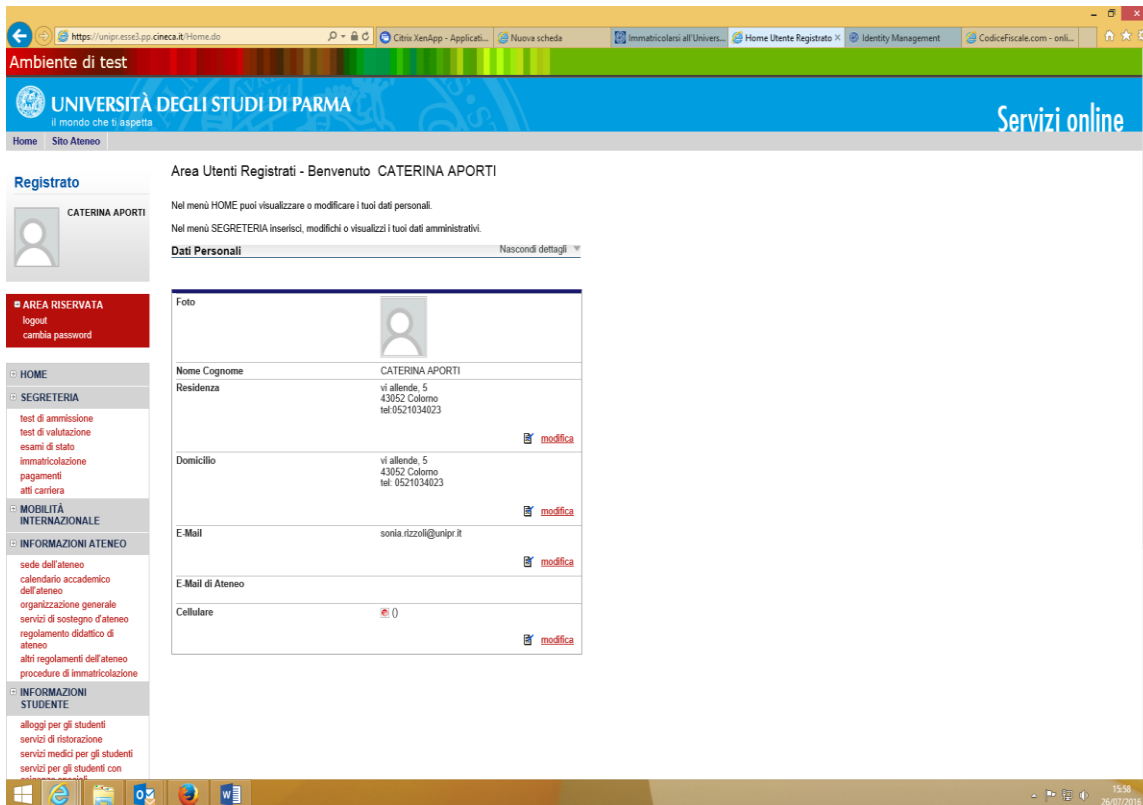 https://unipr.esse3.pp.cineca.it/Home.do
Citrix XenApp - Applicati...
Nuova scheda
Immatricolarsi all'Univers...
Home Utente Registrato
Identity Management
CodiceFiscale.com - onli...
Ambiente di test
UNIVERSITÀ DEGLI STUDI DI PARMA
il mondo che ti aspetta
Servizi online
Home Sito Ateneo
Registrato
CATERINA APORTI
AREA RISERVATA
logout
cambia password
HOME
SEGRETERIA
test di ammissione
test di valutazione
esami di stato
immatricolazione
pagamenti
atti carriera
MOBILITÀ
INTERNAZIONALE
INFORMAZIONI ATENEO
sede dell'ateneo
calendario accademico
dell'ateneo
organizzazione generale
servizi di sostegno d'ateneo
regolamento didattico di
ateneo
altri regolamenti dell'ateneo
procedure di immatricolazione
INFORMAZIONI
STUDENTE
alloggi per gli studenti
servizi di ristorazione
servizi medici per gli studenti
servizi per gli studenti con
Area Utenti Registrati - Benvenuto CATERINA APORTI
Nel menù HOME puoi visualizzare o modificare i tuoi dati personali.
Nel menù SEGRETERIA inserisci, modifichi o visualizzi i tuoi dati amministrativi.
Dati Personali Nascondi dettagli
Foto
Nome Cognome CATERINA APORTI
Residenza vi allende, 5
43052 Colorno
tel:0521034023
modifica
Domicilio vi allende, 5
43052 Colorno
tel: 0521034023
modifica
E-Mail sonia.rizzoli@unipr.it
modifica
E-Mail di Ateneo
Cellulare ()
modifica
15:58
26/07/2016